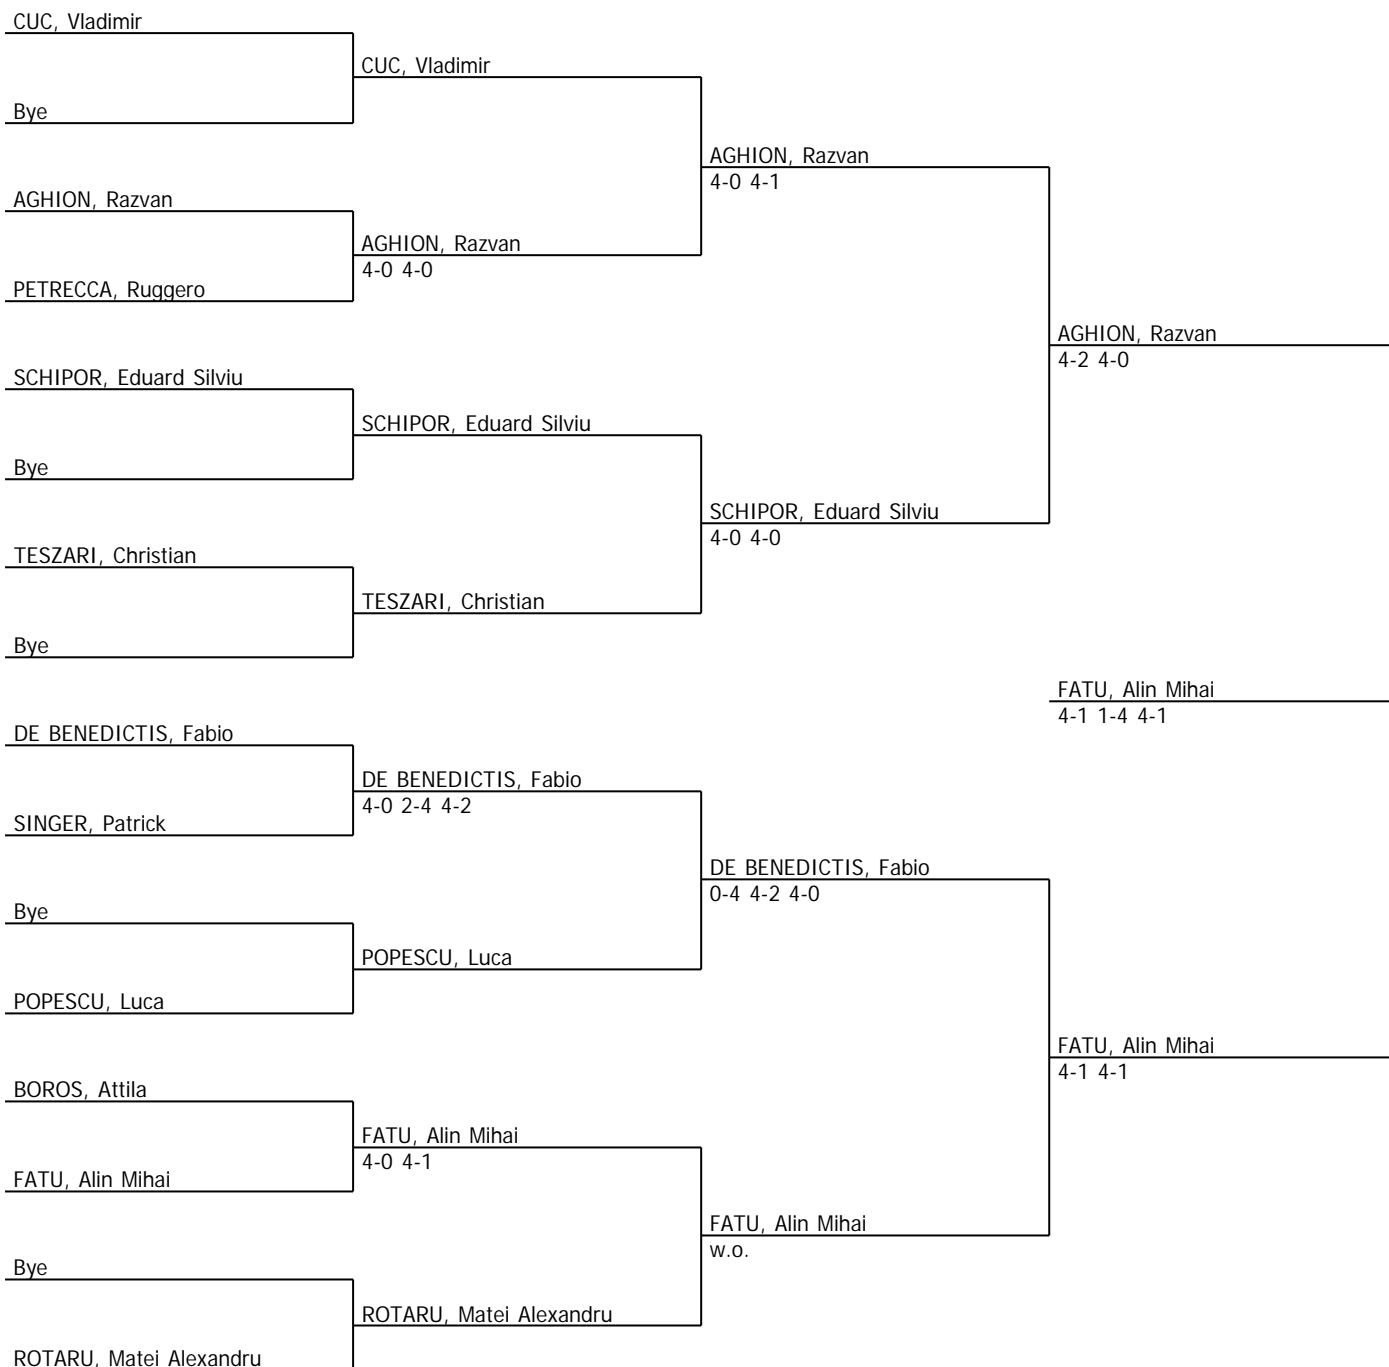 CUC, Vladimir
CUC, Vladimir
Bye
AGHION, Razvan
4-0 4-1
AGHION, Razvan
AGHION, Razvan
4-0 4-0
PETRECCA, Ruggero
AGHION, Razvan
4-2 4-0
SCHIPOR, Eduard Silviu
SCHIPOR, Eduard Silviu
Bye
SCHIPOR, Eduard Silviu
4-0 4-0
TESZARI, Christian
TESZARI, Christian
Bye
FATU, Alin Mihai
4-1 1-4 4-1
DE BENEDICTIS, Fabio
DE BENEDICTIS, Fabio
4-0 2-4 4-2
SINGER, Patrick
DE BENEDICTIS, Fabio
0-4 4-2 4-0
Bye
POPESCU, Luca
POPESCU, Luca
FATU, Alin Mihai
4-1 4-1
BOROS, Attila
FATU, Alin Mihai
4-0 4-1
FATU, Alin Mihai
FATU, Alin Mihai
w.o.
Bye
ROTARU, Matei Alexandru
ROTARU, Matei Alexandru